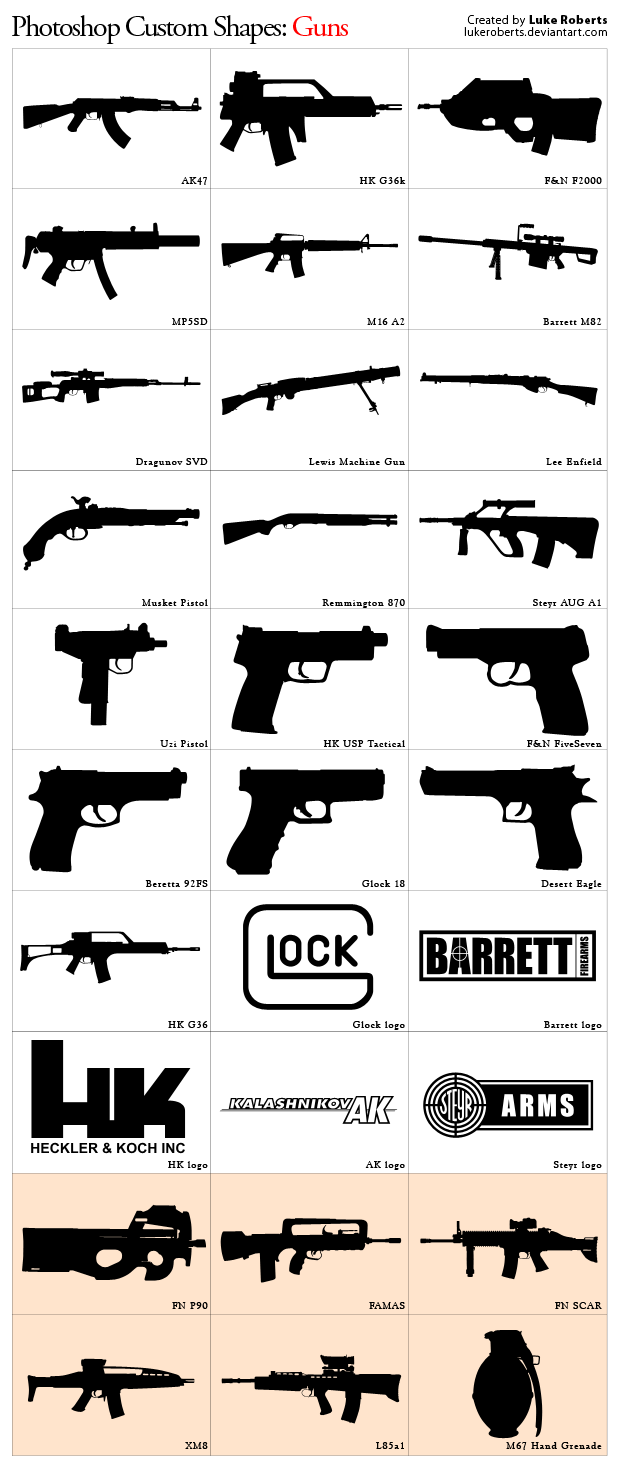 Photoshop Custom Shapes: Guns
Created by Luke Roberts
lukeroberts.deviantart.com
AK47
HK G36k
F&N F2000
MP5SD
M16 A2
Barrett M82
Dragunov SVD
Lewis Machine Gun
Lee Enfield
Musket Pistol
Remmington 870
Steyr AUG A1
Uzi Pistol
HK USP Tactical
F&N FiveSeven
Beretta 92FS
Glock 18
Desert Eagle
HK G36
GLOCK
Glock logo
BARRETT
FIREARMS
Barrett logo
HK
HECKLER & KOCH INC
HK logo
KALASHNIKOV AK
AK logo
STEYR
ARMS
Steyr logo
FN P90
FAMAS
FN SCAR
XM8
L85a1
M67 Hand Grenade